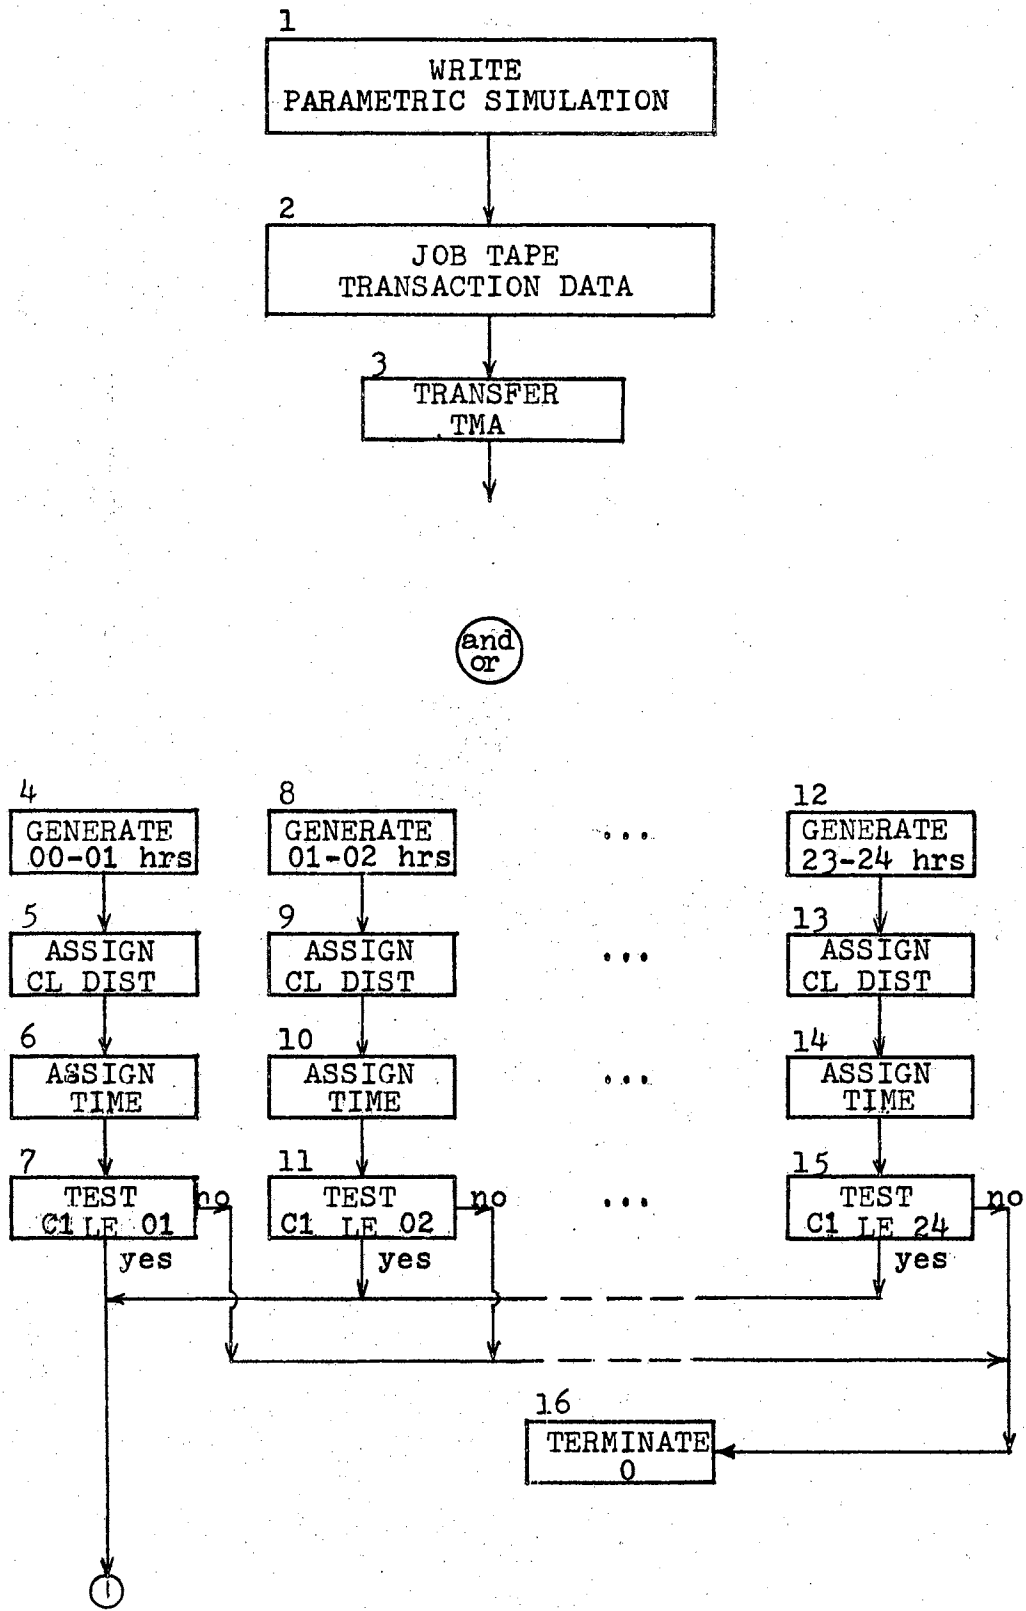 1
WRITE
PARAMETRIC SIMULATION
2
JOB TAPE
TRANSACTION DATA
3
TRANSFER
TMA
and
or
4
GENERATE
00-01 hrs
8
GENERATE
01-02 hrs
...
12
GENERATE
23-24 hrs
5
ASSIGN
CL DIST
9
ASSIGN
CL DIST
...
13
ASSIGN
CL DIST
6
ASSIGN
TIME
10
ASSIGN
TIME
...
14
ASSIGN
TIME
7
TEST
C1 LE 01
no
yes
11
TEST
C1 LE 02
no
yes
...
15
TEST
C1 LE 24
no
yes
16
TERMINATE
0
1